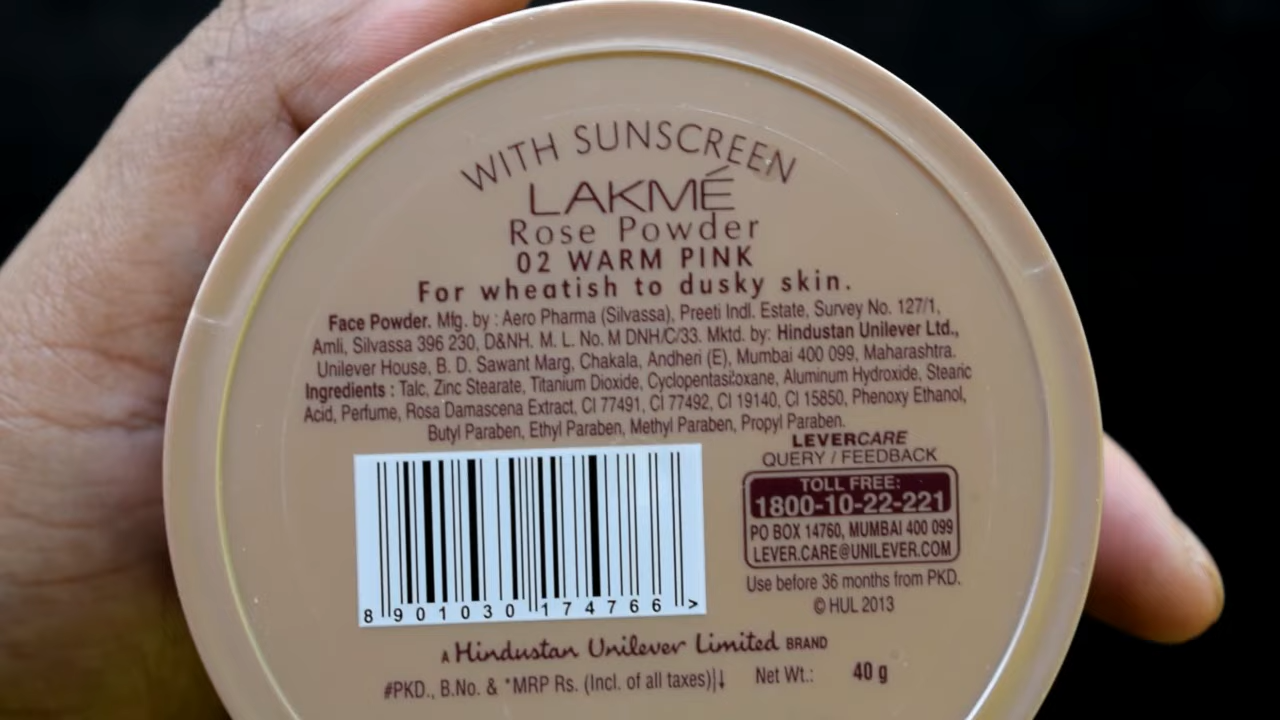 WITH SUNSCREEN
LAKMÉ
Rose Powder
02 WARM PINK
For wheatish to dusky skin.
Face Powder. Mfg. by : Aero Pharma (Silvassa), Preeti Indl. Estate, Survey No. 127/1,
Amli, Silvassa 396 230, D&NH. M. L. No. M DNH/C/33. Mktd. by: Hindustan Unilever Ltd.,
Unilever House, B. D. Sawant Marg, Chakala, Andheri (E), Mumbai 400 099, Maharashtra.
Ingredients : Talc, Zinc Stearate, Titanium Dioxide, Cyclopentasiloxane, Aluminum Hydroxide, Stearic
Acid, Perfume, Rosa Damascena Extract, CI 77491, CI 77492, CI 19140, CI 15850, Phenoxy Ethanol,
Butyl Paraben, Ethyl Paraben, Methyl Paraben, Propyl Paraben.
LEVERCARE
QUERY / FEEDBACK
TOLL FREE:
1800-10-22-221
PO BOX 14760, MUMBAI 400 099
LEVER.CARE@UNILEVER.COM
Use before 36 months from PKD.
© HUL 2013
8 901030 174766 >
A Hindustan Unilever Limited BRAND
#PKD., B.No. & *MRP Rs. (Incl. of all taxes)|↓ Net Wt.: 40 g